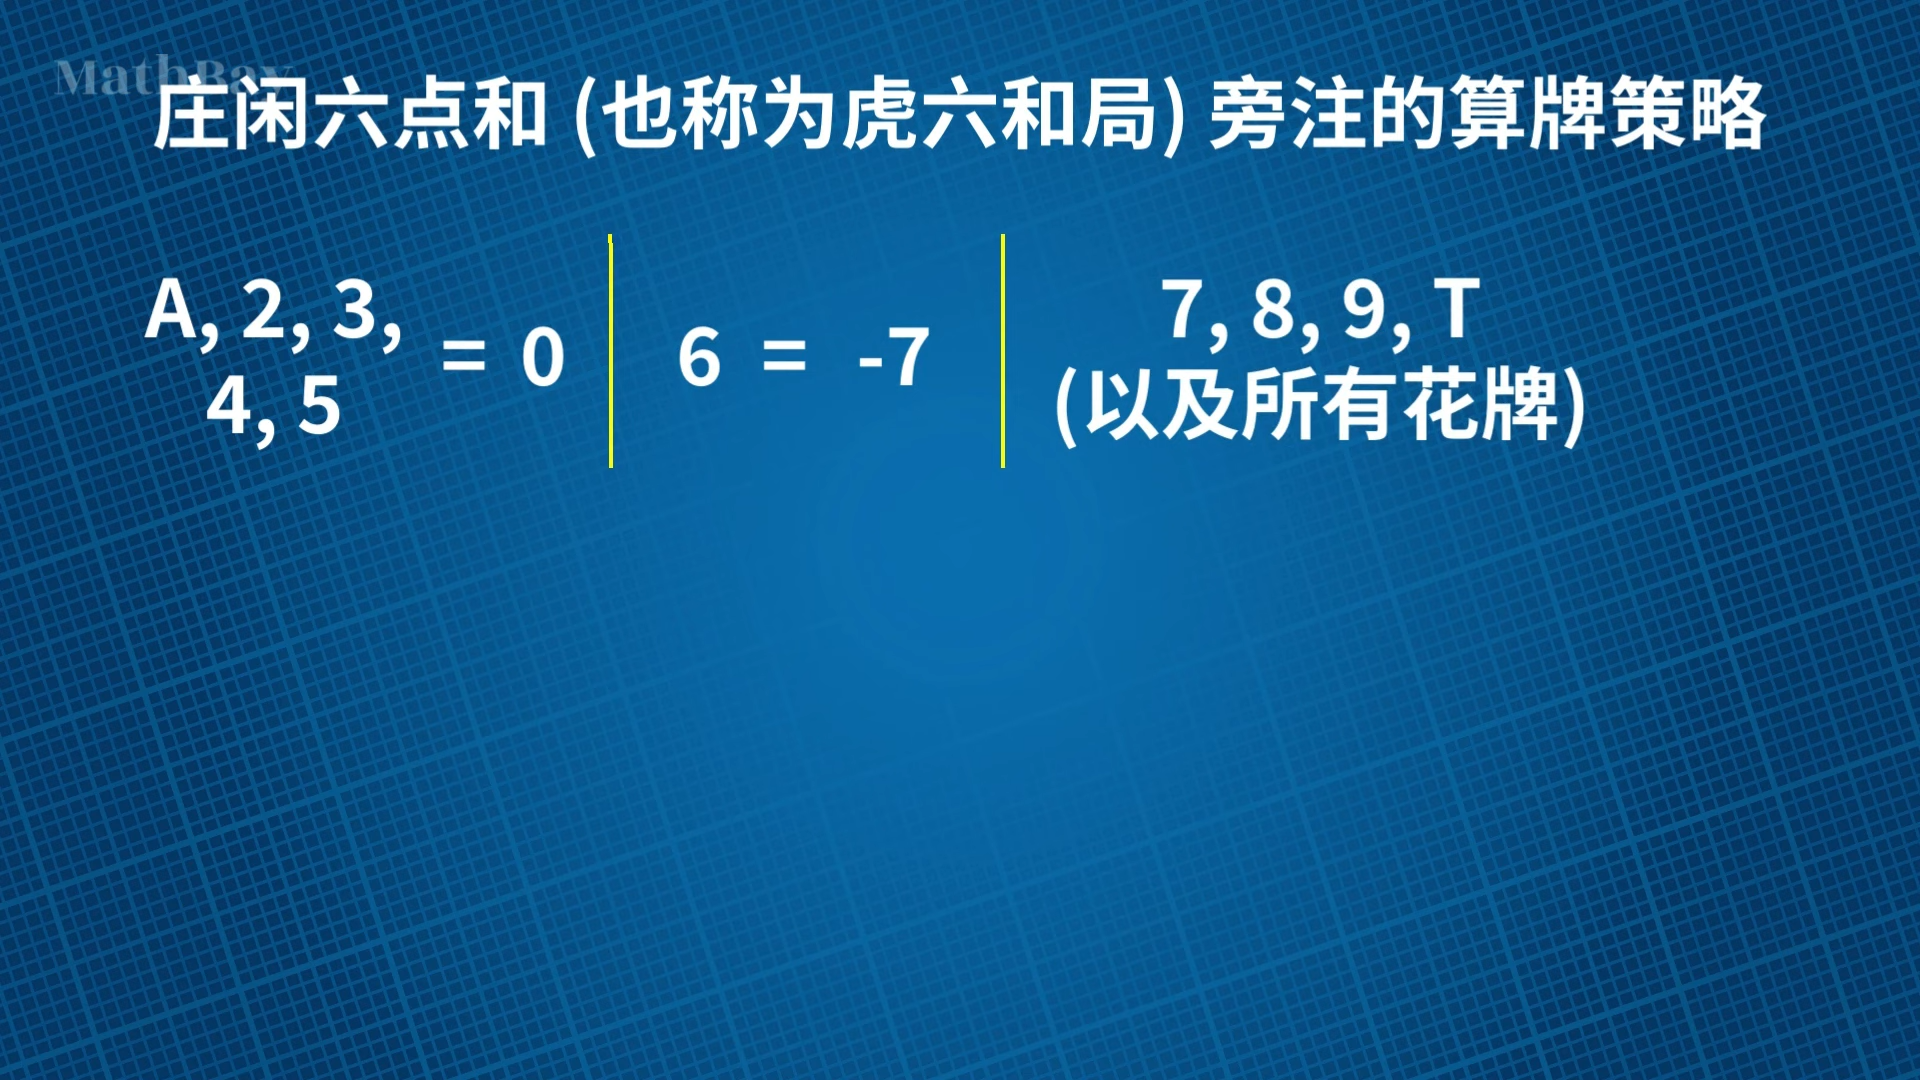 MathBay
庄闲六点和 (也称为虎六和局) 旁注的算牌策略
A, 2, 3,
4, 5
= 0
6 = -7
7, 8, 9, T
(以及所有花牌)